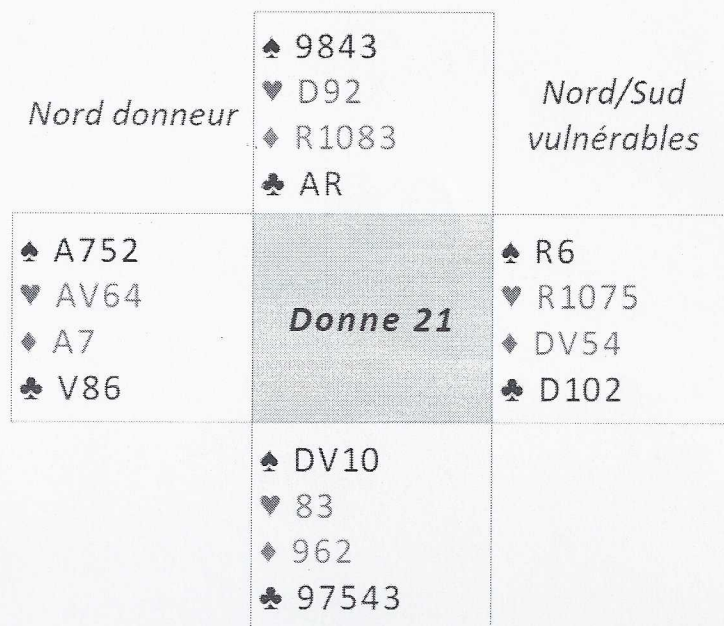 ♠ 9843
♥ D92
♦ R1083
♣ AR
Nord donneur
Nord/Sud
vulnérables
♠ A752
♥ AV64
♦ A7
♣ V86
Donne 21
♠ R6
♥ R1075
♦ DV54
♣ D102
♠ DV10
♥ 83
♦ 962
♣ 97543